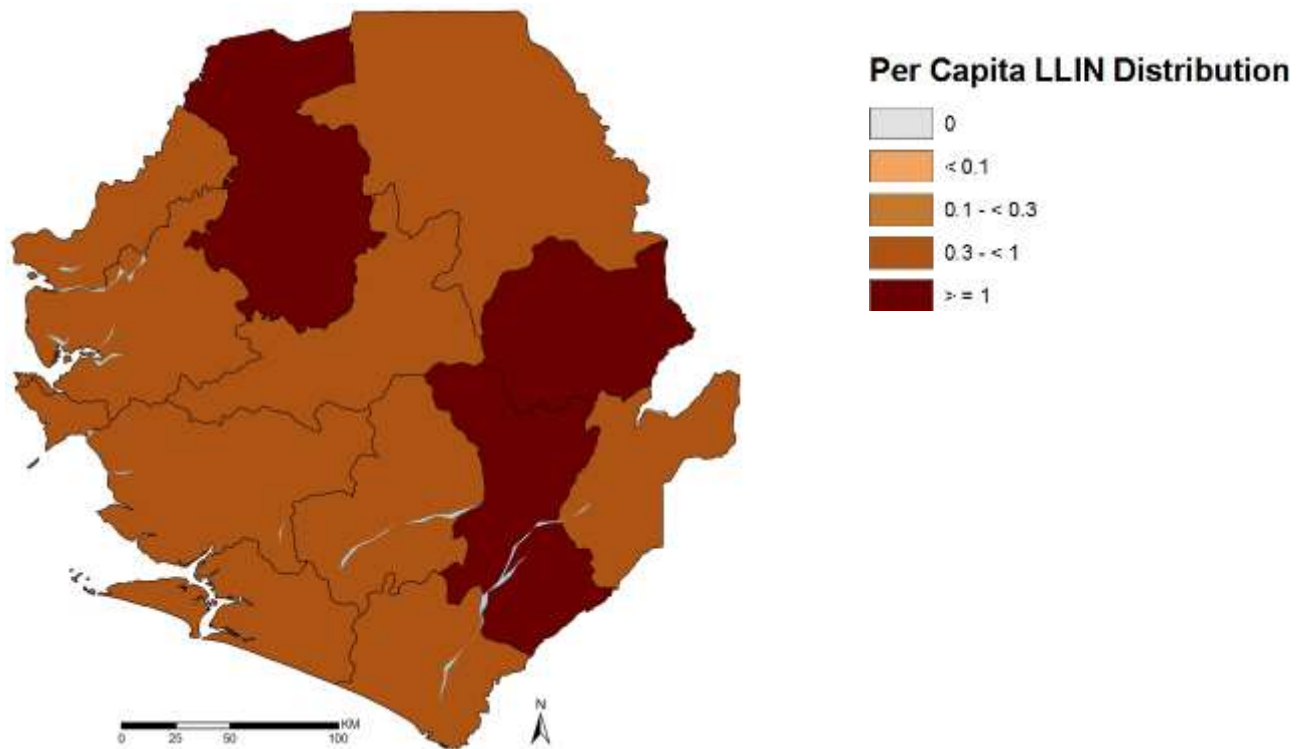 Per Capita LLIN Distribution
0
< 0.1
0.1 - < 0.3
0.3 - < 1
> = 1
N
KM
0 25 50 100